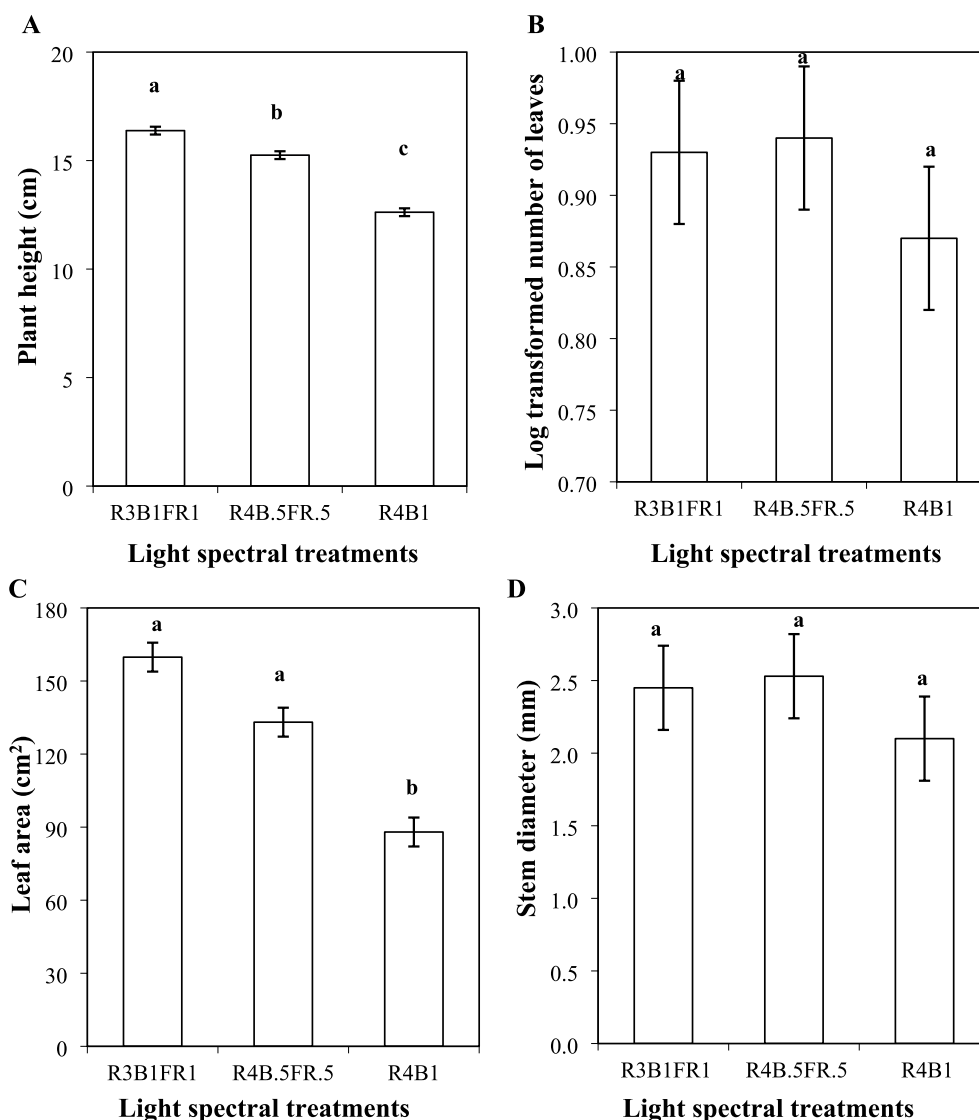 A
Plant height (cm)
20
15
10
5
0
a
b
c
R3B1FR1 R4B.5FR.5 R4B1
Light spectral treatments
B
Log transformed number of leaves
1.00
0.95
0.90
0.85
0.80
0.75
0.70
a
a
a
R3B1FR1 R4B.5FR.5 R4B1
Light spectral treatments
C
Leaf area (cm²)
180
150
120
90
60
30
0
a
a
b
R3B1FR1 R4B.5FR.5 R4B1
Light spectral treatments
D
Stem diameter (mm)
3.0
2.5
2.0
1.5
1.0
0.5
0.0
a
a
a
R3B1FR1 R4B.5FR.5 R4B1
Light spectral treatments